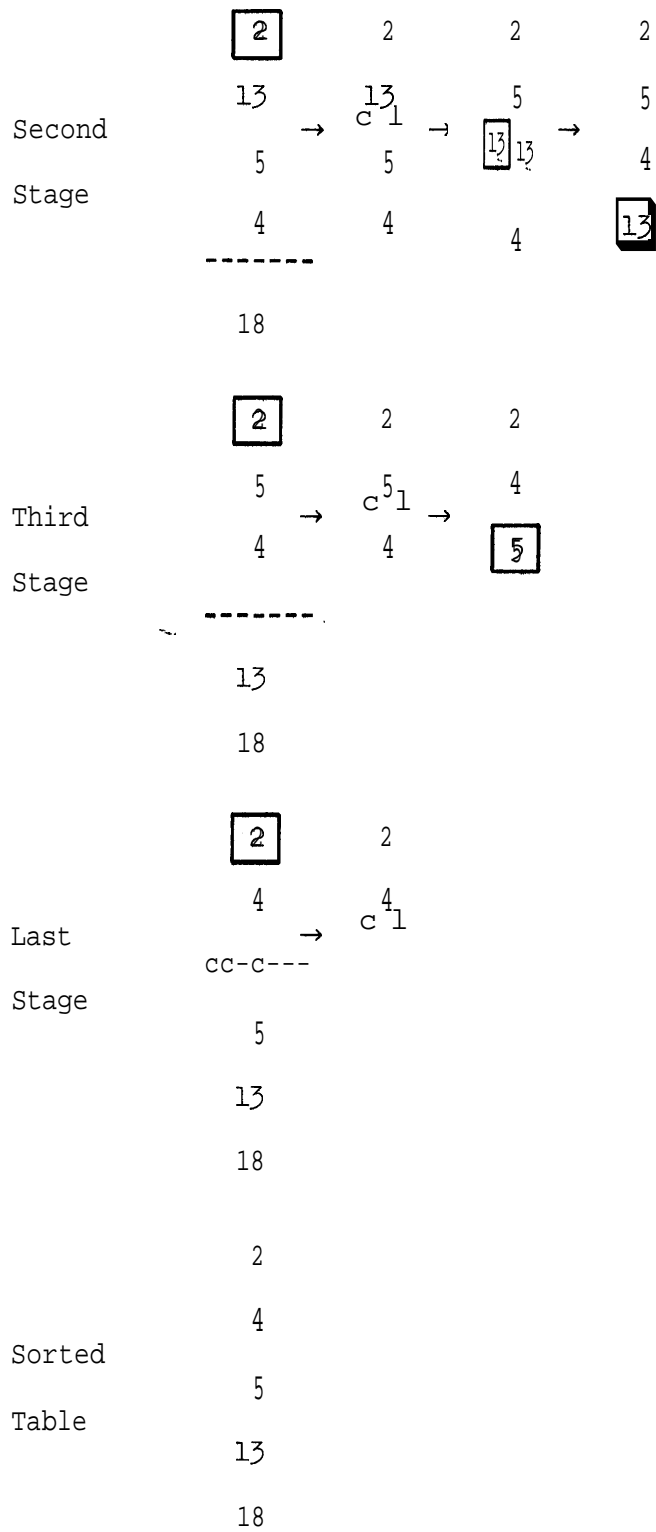 2 2 2 2
13 13 5 5
Second → c l → 13 13 →
5 5 4
Stage
4 4 4 13
-------
18
2 2 2
5 5 4
Third → c l →
4 4 5
Stage
-------
13
18
2 2
4 4
Last → c l
cc-c---
Stage
5
13
18
2
4
Sorted
5
Table
13
18